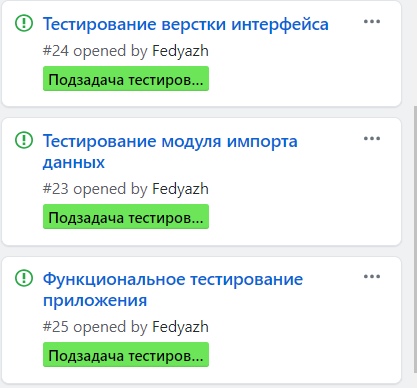 Тестирование верстки интерфейса
#24 opened by Fedyazh
Подзадача тестиров...
Тестирование модуля импорта
данных
#23 opened by Fedyazh
Подзадача тестиров...
Функциональное тестирование
приложения
#25 opened by Fedyazh
Подзадача тестиров...